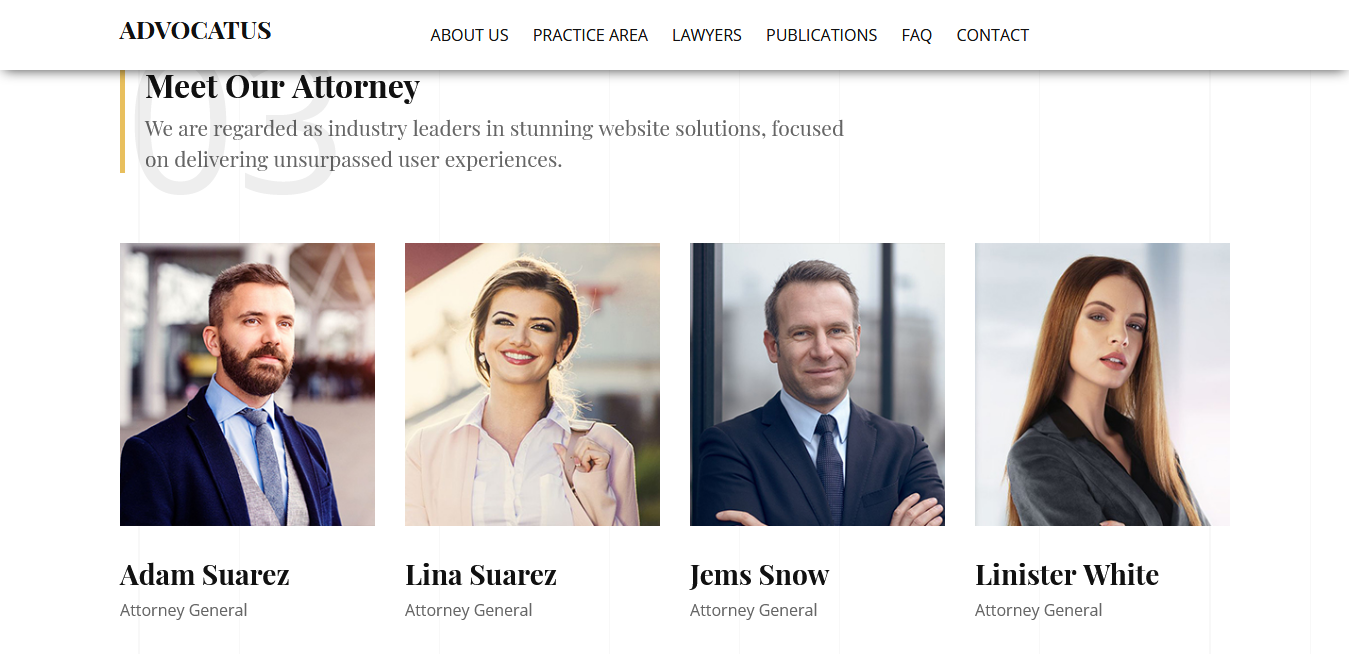 ADVOCATUS
ABOUT US PRACTICE AREA LAWYERS PUBLICATIONS FAQ CONTACT
03
Meet Our Attorney
We are regarded as industry leaders in stunning website solutions, focused
on delivering unsurpassed user experiences.
Adam Suarez
Attorney General
Lina Suarez
Attorney General
Jems Snow
Attorney General
Linister White
Attorney General